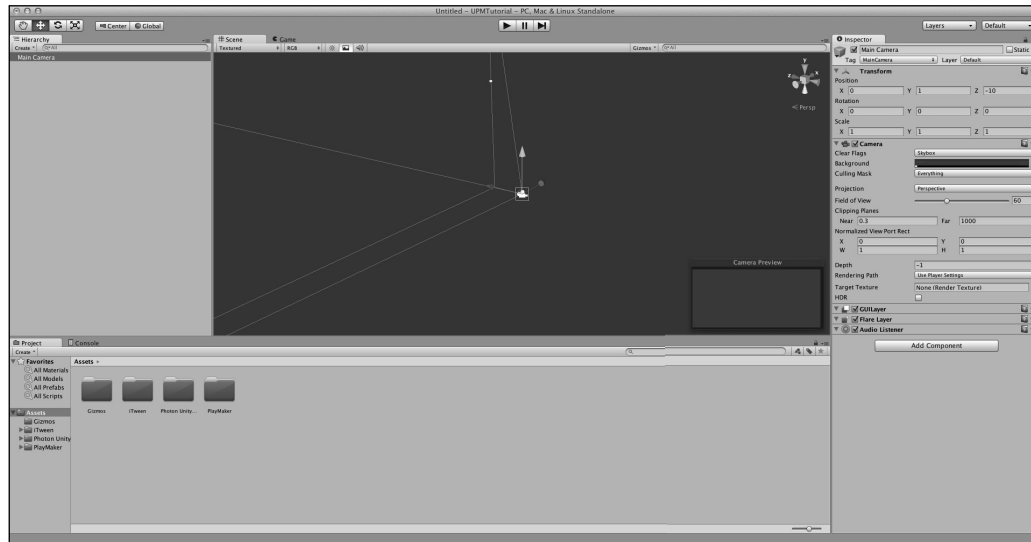 Untitled - UPMTutorial - PC, Mac & Linux Standalone
Center Global
Layers Default
Hierarchy
Create All
Main Camera
Scene Game
Textured RGB Gizmos All
y
x
z
Persp
Camera Preview
Inspector
Main Camera Static
Tag MainCamera Layer Default
Transform
Position
X 0 Y 1 Z -10
Rotation
X 0 Y 0 Z 0
Scale
X 1 Y 1 Z 1
Camera
Clear Flags Skybox
Background
Culling Mask Everything
Projection Perspective
Field of View 60
Clipping Planes
Near 0.3 Far 1000
Normalized View Port Rect
X 0 Y 0
W 1 H 1
Depth -1
Rendering Path Use Player Settings
Target Texture None (Render Texture)
HDR
GUILayer
Flare Layer
Audio Listener
Add Component
Project Console
Create
Favorites
All Materials
All Models
All Prefabs
All Scripts
Assets
Gizmos
iTween
Photon Unity
PlayMaker
Assets
Gizmos iTween Photon Unity... PlayMaker